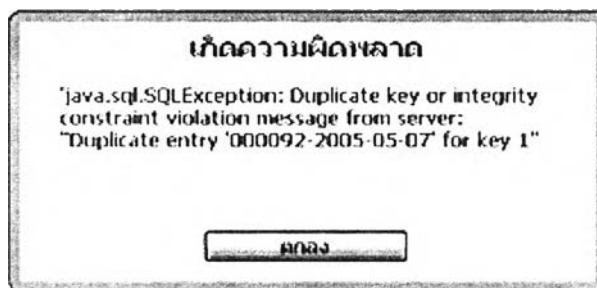 เกิดความผิดพลาด
'java.sql.SQLException: Duplicate key or integrity
constraint violation message from server:
"Duplicate entry '000092-2005-05-07' for key 1"
ตกลง